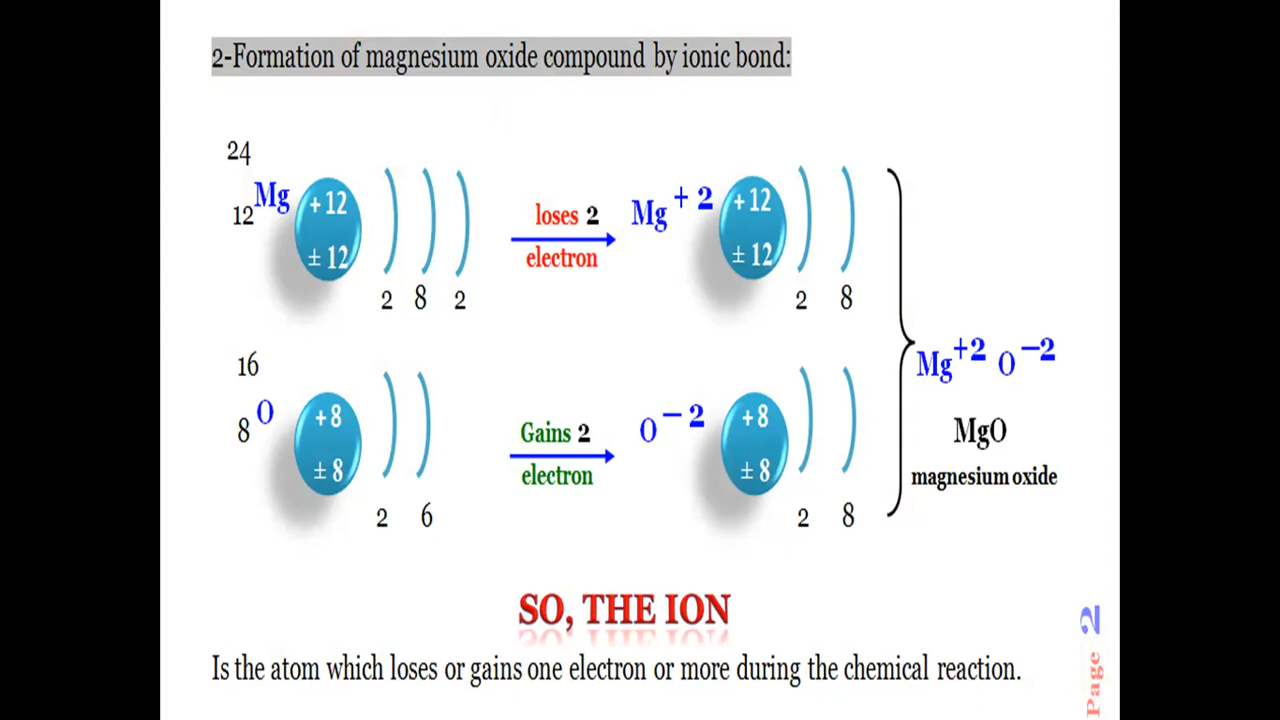 2-Formation of magnesium oxide compound by ionic bond:
24
12 Mg +12 ± 12
2 8 2
loses 2
electron
Mg +2 +12 ± 12
2 8
16
8 O +8 ± 8
2 6
Gains 2
electron
O −2 +8 ± 8
2 8
Mg+2 O−2
MgO
magnesium oxide
SO, THE ION
Is the atom which loses or gains one electron or more during the chemical reaction.
Page 2